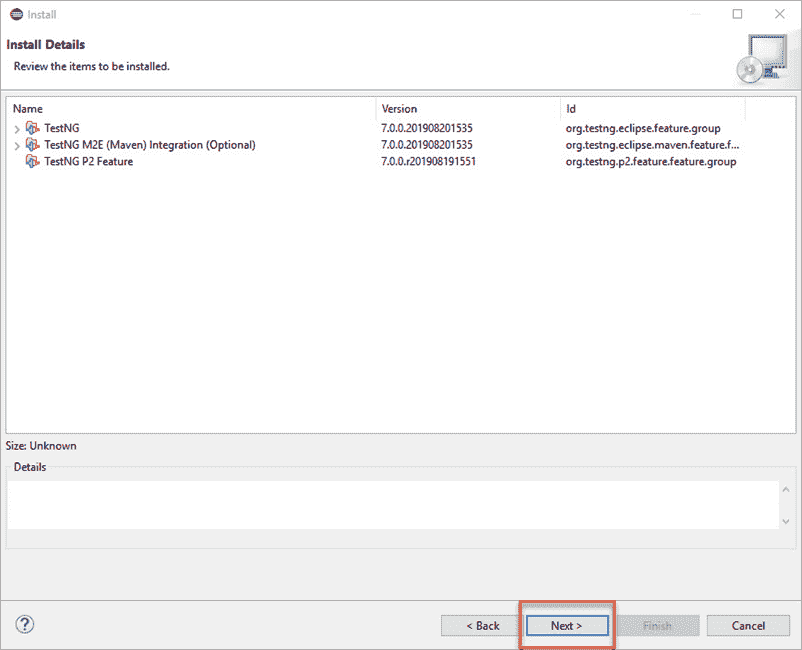 Install
Install Details
Review the items to be installed.
Name Version Id
TestNG 7.0.0.201908201535 org.testng.eclipse.feature.group
TestNG M2E (Maven) Integration (Optional) 7.0.0.201908201535 org.testng.eclipse.maven.feature.f...
TestNG P2 Feature 7.0.0.r201908191551 org.testng.p2.feature.feature.group
Size: Unknown
Details
? < Back Next > Finish Cancel